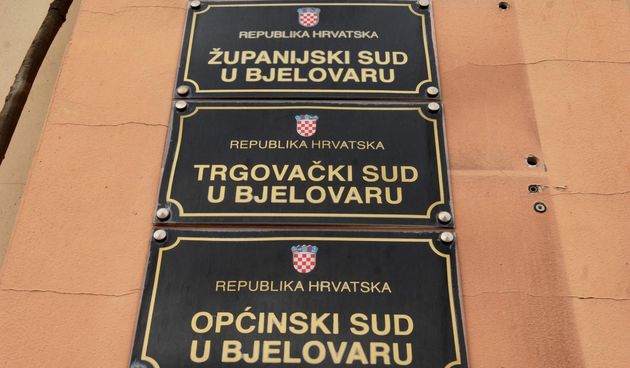 REPUBLIKA HRVATSKA
ŽUPANIJSKI SUD
U BJELOVARU
REPUBLIKA HRVATSKA
TRGOVAČKI SUD
U BJELOVARU
REPUBLIKA HRVATSKA
OPĆINSKI SUD
U BJELOVARU